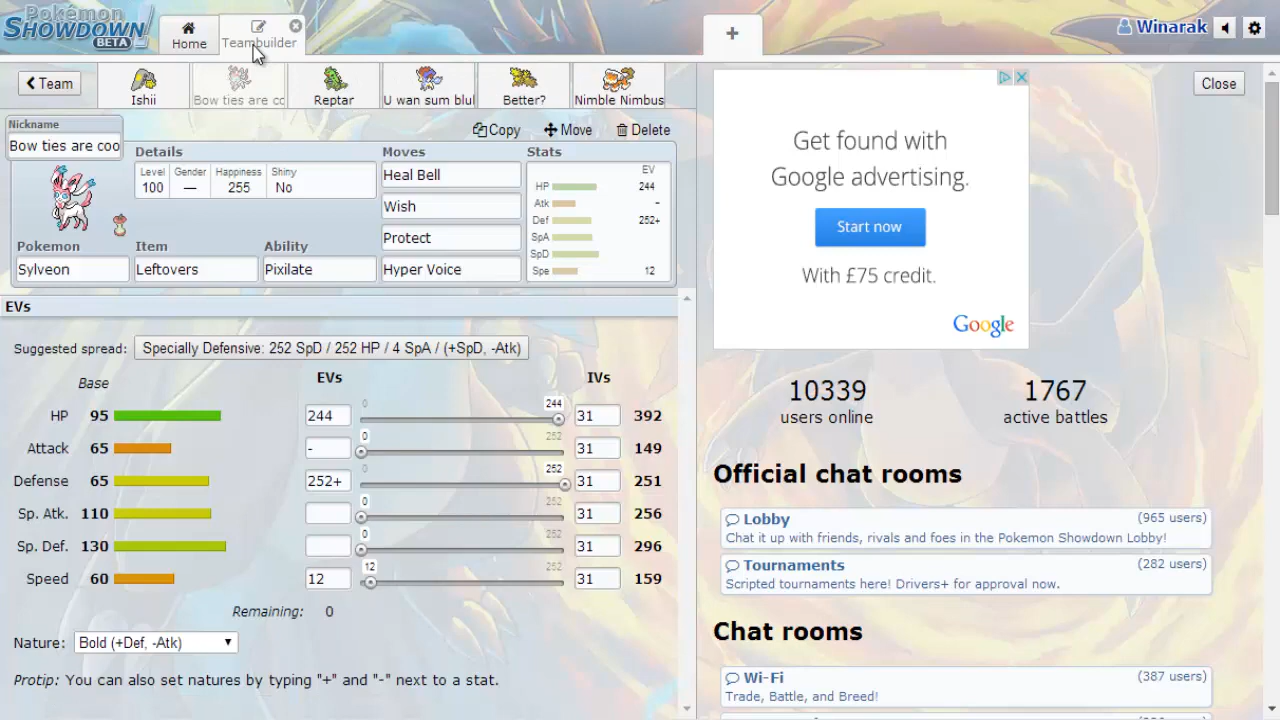 Pokémon
SHOWDOWN!
BETA
Home
Teambuilder
+
Winarak
Team
Ishii
Bow ties are co
Reptar
U wan sum blu
Better?
Nimble Nimbus
Close
Nickname
Bow ties are coo
Copy
Move
Delete
Details
Level
100
Gender
—
Happiness
255
Shiny
No
Pokemon
Sylveon
Item
Leftovers
Ability
Pixilate
Moves
Heal Bell
Wish
Protect
Hyper Voice
Stats
EV
HP 244
Atk -
Def 252+
SpA
SpD
Spe 12
EVs
Suggested spread: Specially Defensive: 252 SpD / 252 HP / 4 SpA / (+SpD, -Atk)
Base EVs IVs
HP 95 244 0 244 31 392
Attack 65 - 0 252 31 149
Defense 65 252+ 0 252 31 251
Sp. Atk. 110 0 252 31 256
Sp. Def. 130 0 252 31 296
Speed 60 12 12 252 31 159
Remaining: 0
Nature: Bold (+Def, -Atk)
Protip: You can also set natures by typing "+" and "-" next to a stat.
Get found with
Google advertising.
Start now
With £75 credit.
Google
10339
users online
1767
active battles
Official chat rooms
Lobby (965 users)
Chat it up with friends, rivals and foes in the Pokemon Showdown Lobby!
Tournaments (282 users)
Scripted tournaments here! Drivers+ for approval now.
Chat rooms
Wi-Fi (387 users)
Trade, Battle, and Breed!